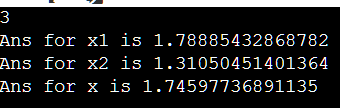 3
Ans for x1 is 1.78885432868782
Ans for x2 is 1.31050451401364
Ans for x is 1.74597736891135